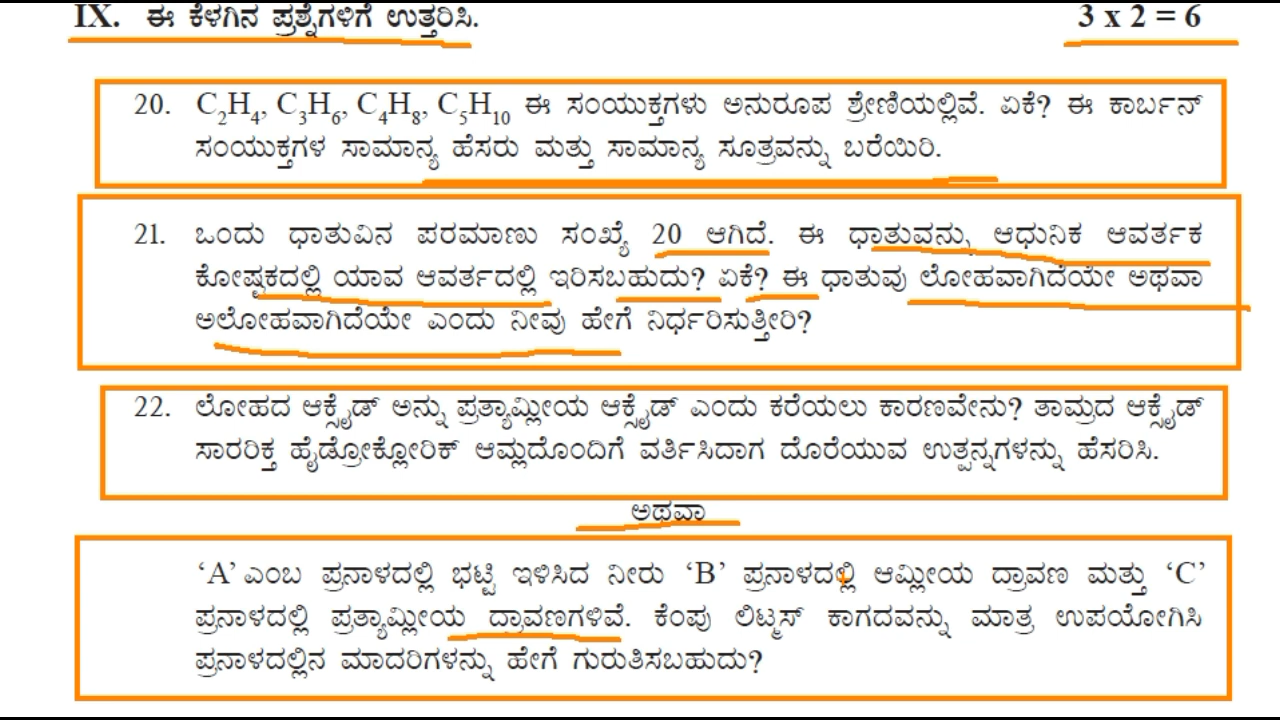 IX. ಈ ಕೆಳಗಿನ ಪ್ರಶ್ನೆಗಳಿಗೆ ಉತ್ತರಿಸಿ. 3 x 2 = 6
20. C₂H₄, C₃H₆, C₄H₈, C₅H₁₀ ಈ ಸಂಯುಕ್ತಗಳು ಅನುರೂಪ ಶ್ರೇಣಿಯಲ್ಲಿವೆ. ಏಕೆ? ಈ ಕಾರ್ಬನ್
ಸಂಯುಕ್ತಗಳ ಸಾಮಾನ್ಯ ಹೆಸರು ಮತ್ತು ಸಾಮಾನ್ಯ ಸೂತ್ರವನ್ನು ಬರೆಯಿರಿ.
21. ಒಂದು ಧಾತುವಿನ ಪರಮಾಣು ಸಂಖ್ಯೆ 20 ಆಗಿದೆ. ಈ ಧಾತುವನ್ನು ಆಧುನಿಕ ಆವರ್ತಕ
ಕೋಷ್ಟಕದಲ್ಲಿ ಯಾವ ಆವರ್ತದಲ್ಲಿ ಇರಿಸಬಹುದು? ಏಕೆ? ಈ ಧಾತುವು ಲೋಹವಾಗಿದೆಯೇ ಅಥವಾ
ಅಲೋಹವಾಗಿದೆಯೇ ಎಂದು ನೀವು ಹೇಗೆ ನಿರ್ಧರಿಸುತ್ತೀರಿ?
22. ಲೋಹದ ಆಕ್ಸೈಡ್ ಅನ್ನು ಪ್ರತ್ಯಾಮ್ಲೀಯ ಆಕ್ಸೈಡ್ ಎಂದು ಕರೆಯಲು ಕಾರಣವೇನು? ತಾಮ್ರದ ಆಕ್ಸೈಡ್
ಸಾರರಿಕ್ತ ಹೈಡ್ರೋಕ್ಲೋರಿಕ್ ಆಮ್ಲದೊಂದಿಗೆ ವರ್ತಿಸಿದಾಗ ದೊರೆಯುವ ಉತ್ಪನ್ನಗಳನ್ನು ಹೆಸರಿಸಿ.
ಅಥವಾ
‘A’ ಎಂಬ ಪ್ರನಾಳದಲ್ಲಿ ಭಟ್ಟಿ ಇಳಿಸಿದ ನೀರು ‘B’ ಪ್ರನಾಳದಲ್ಲಿ ಆಮ್ಲೀಯ ದ್ರಾವಣ ಮತ್ತು ‘C’
ಪ್ರನಾಳದಲ್ಲಿ ಪ್ರತ್ಯಾಮ್ಲೀಯ ದ್ರಾವಣಗಳಿವೆ. ಕೆಂಪು ಲಿಟ್ಮಸ್ ಕಾಗದವನ್ನು ಮಾತ್ರ ಉಪಯೋಗಿಸಿ
ಪ್ರನಾಳದಲ್ಲಿನ ಮಾದರಿಗಳನ್ನು ಹೇಗೆ ಗುರುತಿಸಬಹುದು?